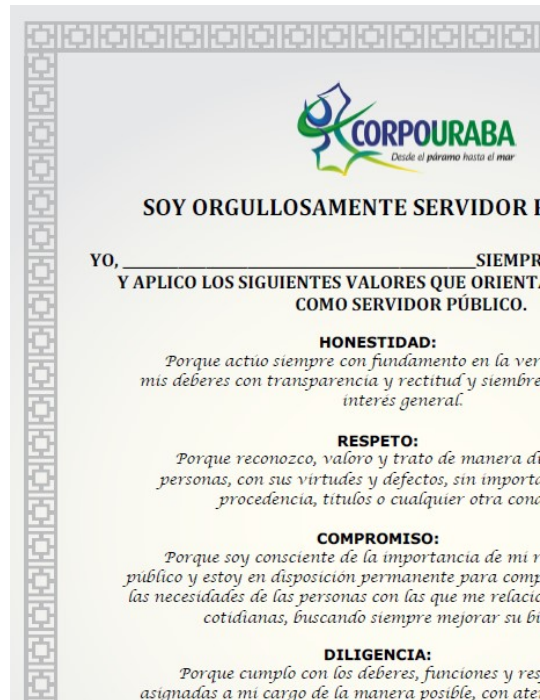 CORPOURABA
Desde el páramo hasta el mar
SOY ORGULLOSAMENTE SERVIDOR
YO, ________________________________________SIEMPR
Y APLICO LOS SIGUIENTES VALORES QUE ORIENT
COMO SERVIDOR PÚBLICO.
HONESTIDAD:
Porque actúo siempre con fundamento en la ver
mis deberes con transparencia y rectitud y siembre
interés general.
RESPETO:
Porque reconozco, valoro y trato de manera di
personas, con sus virtudes y defectos, sin importa
procedencia, títulos o cualquier otra cond
COMPROMISO:
Porque soy consciente de la importancia de mi r
público y estoy en disposición permanente para comp
las necesidades de las personas con las que me relacio
cotidianas, buscando siempre mejorar su bi
DILIGENCIA:
Porque cumplo con los deberes, funciones y res
asignadas a mi cargo de la manera posible, con aten